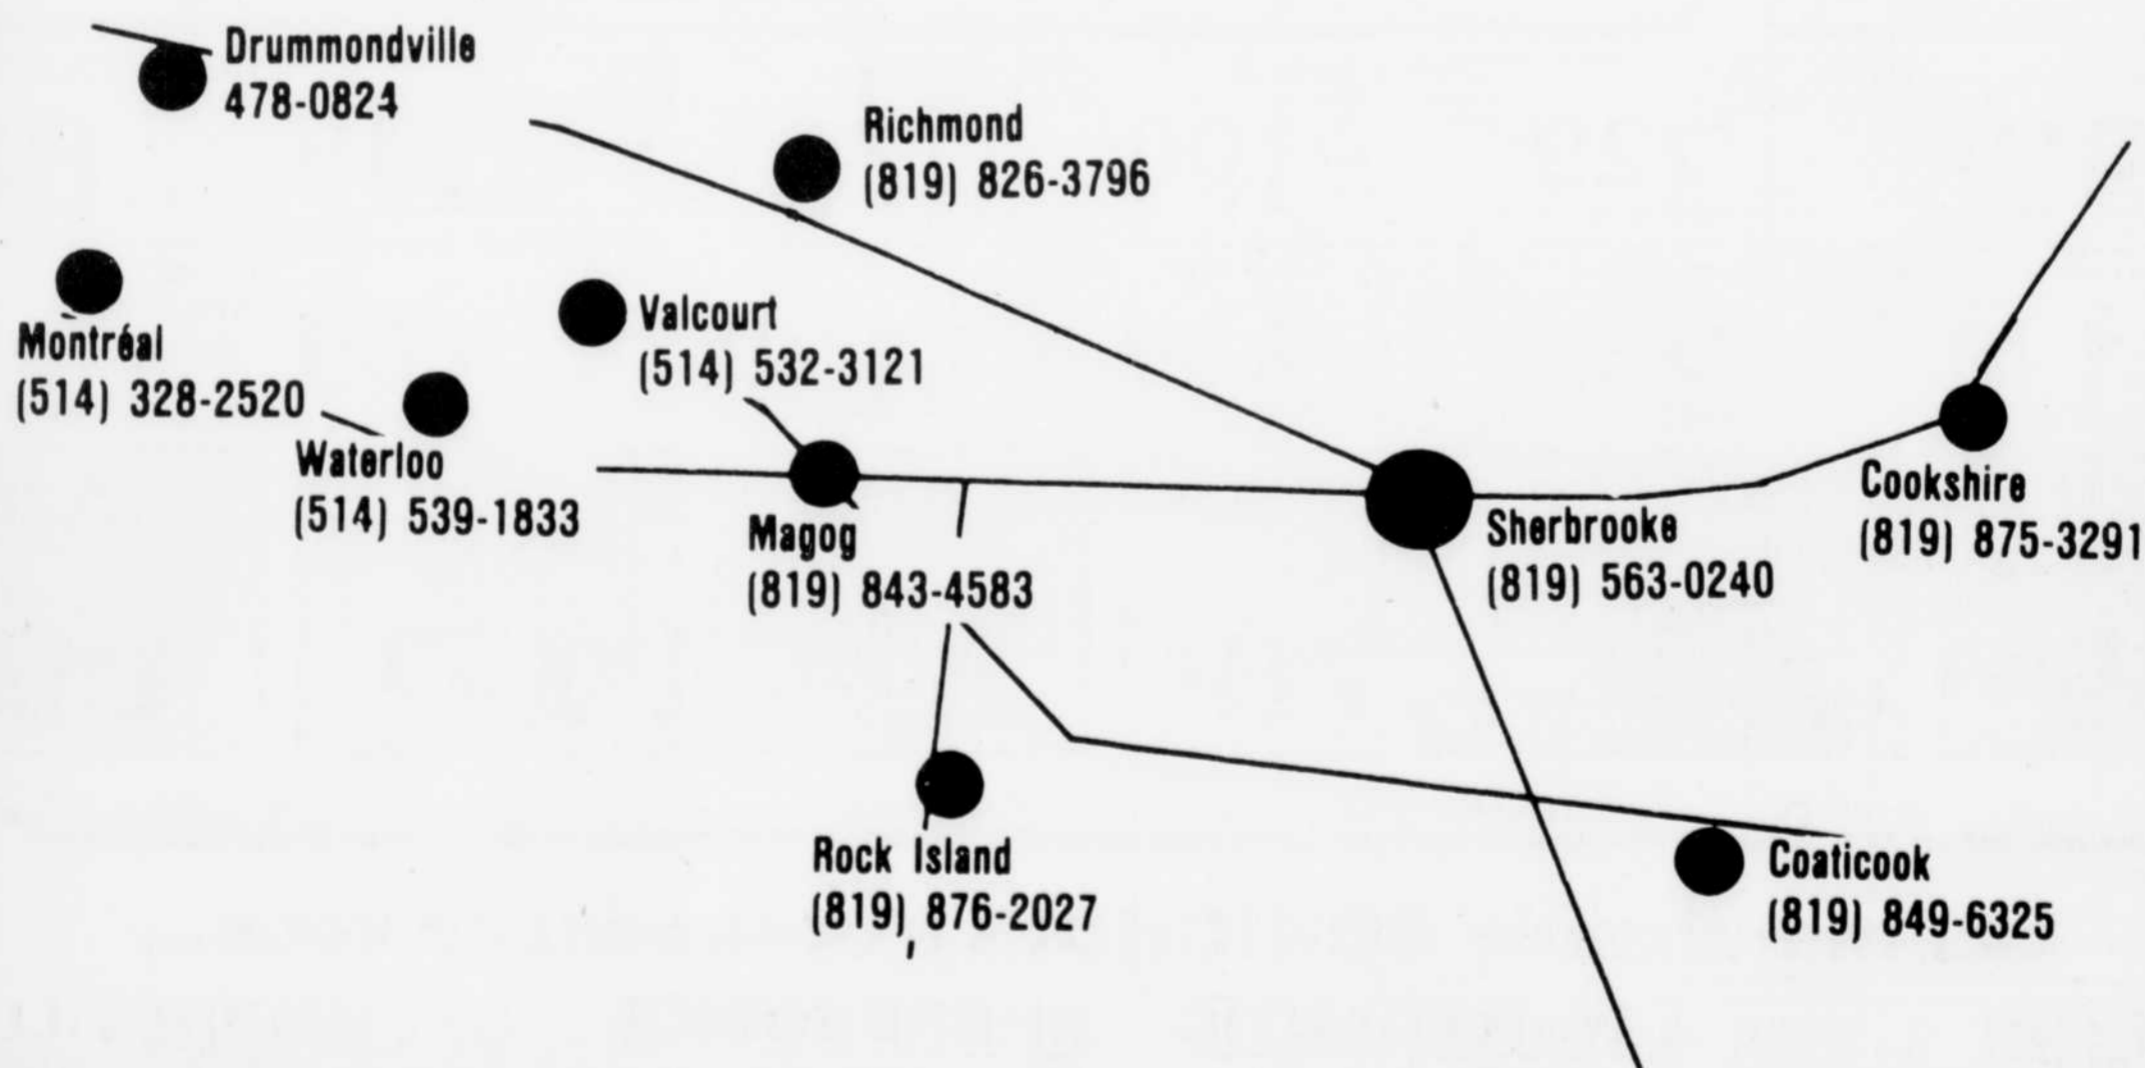 Drummondville
478-0824
Richmond
(819) 826-3796
Montréal
(514) 328-2520
Valcourt
(514) 532-3121
Waterloo
(514) 539-1833
Magog
(819) 843-4583
Sherbrooke
(819) 563-0240
Cookshire
(819) 875-3291
Rock Island
(819) 876-2027
Coaticook
(819) 849-6325